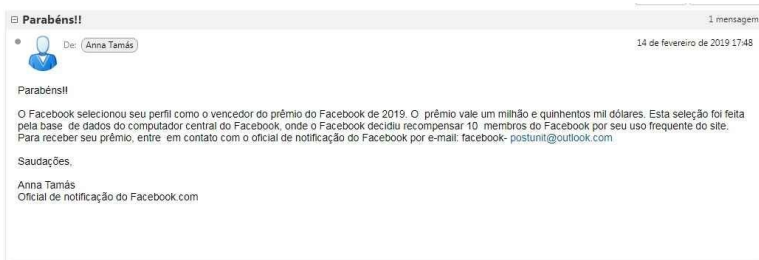 Parabéns!!
1 mensagem
De: Anna Tamás
14 de fevereiro de 2019 17:48
Parabéns!!
O Facebook selecionou seu perfil como o vencedor do prêmio do Facebook de 2019. O prêmio vale um milhão e quinhentos mil dólares. Esta seleção foi feita
pela base de dados do computador central do Facebook, onde o Facebook decidiu recompensar 10 membros do Facebook por seu uso frequente do site.
Para receber seu prêmio, entre em contato com o oficial de notificação do Facebook por e-mail: facebook- postunit@outlook.com
Saudações,
Anna Tamás
Oficial de notificação do Facebook.com